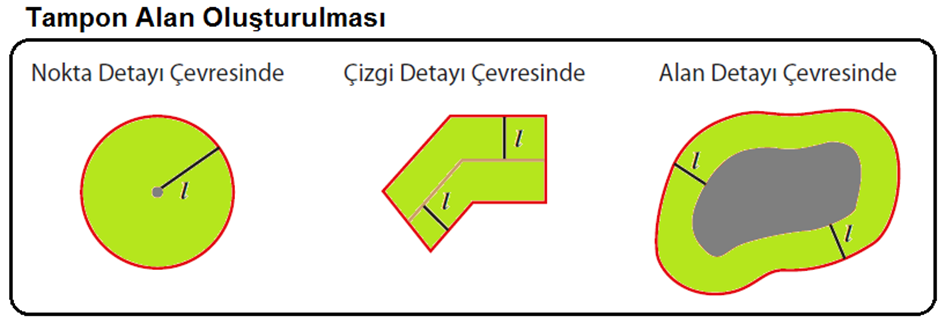 Tampon Alan Oluşturulması
Nokta Detayı Çevresinde
Çizgi Detayı Çevresinde
Alan Detayı Çevresinde
l
l
l
l
l